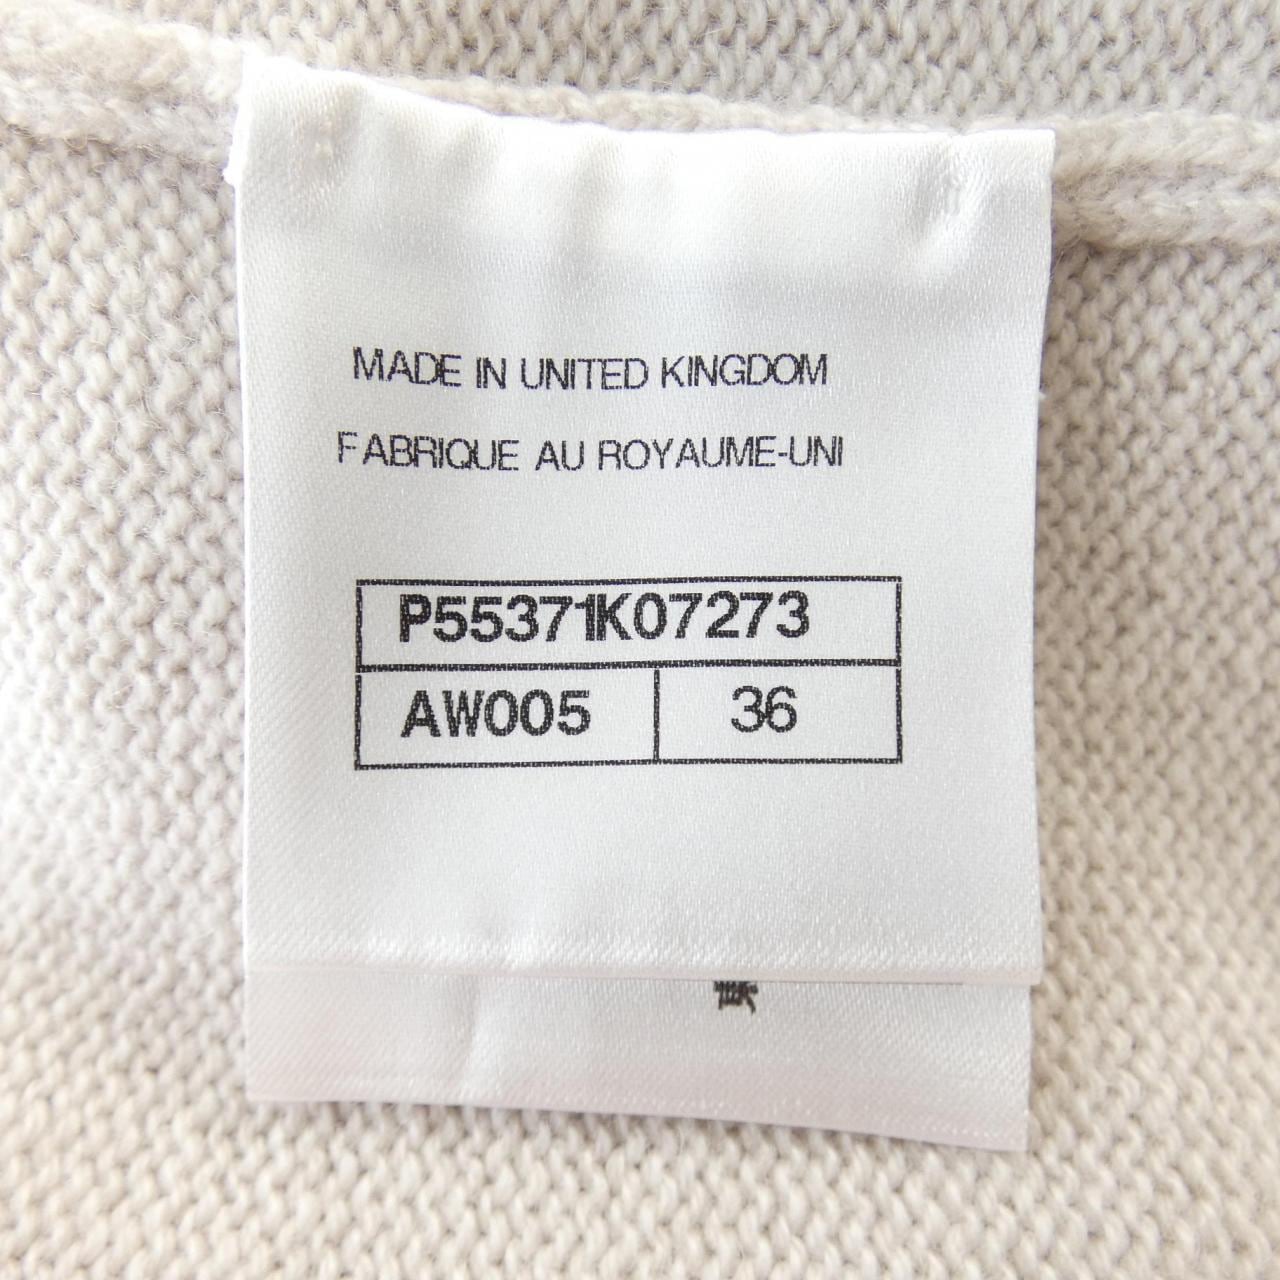 MADE IN UNITED KINGDOM
FABRIQUE AU ROYAUME-UNI
P55371K07273
AW005 36